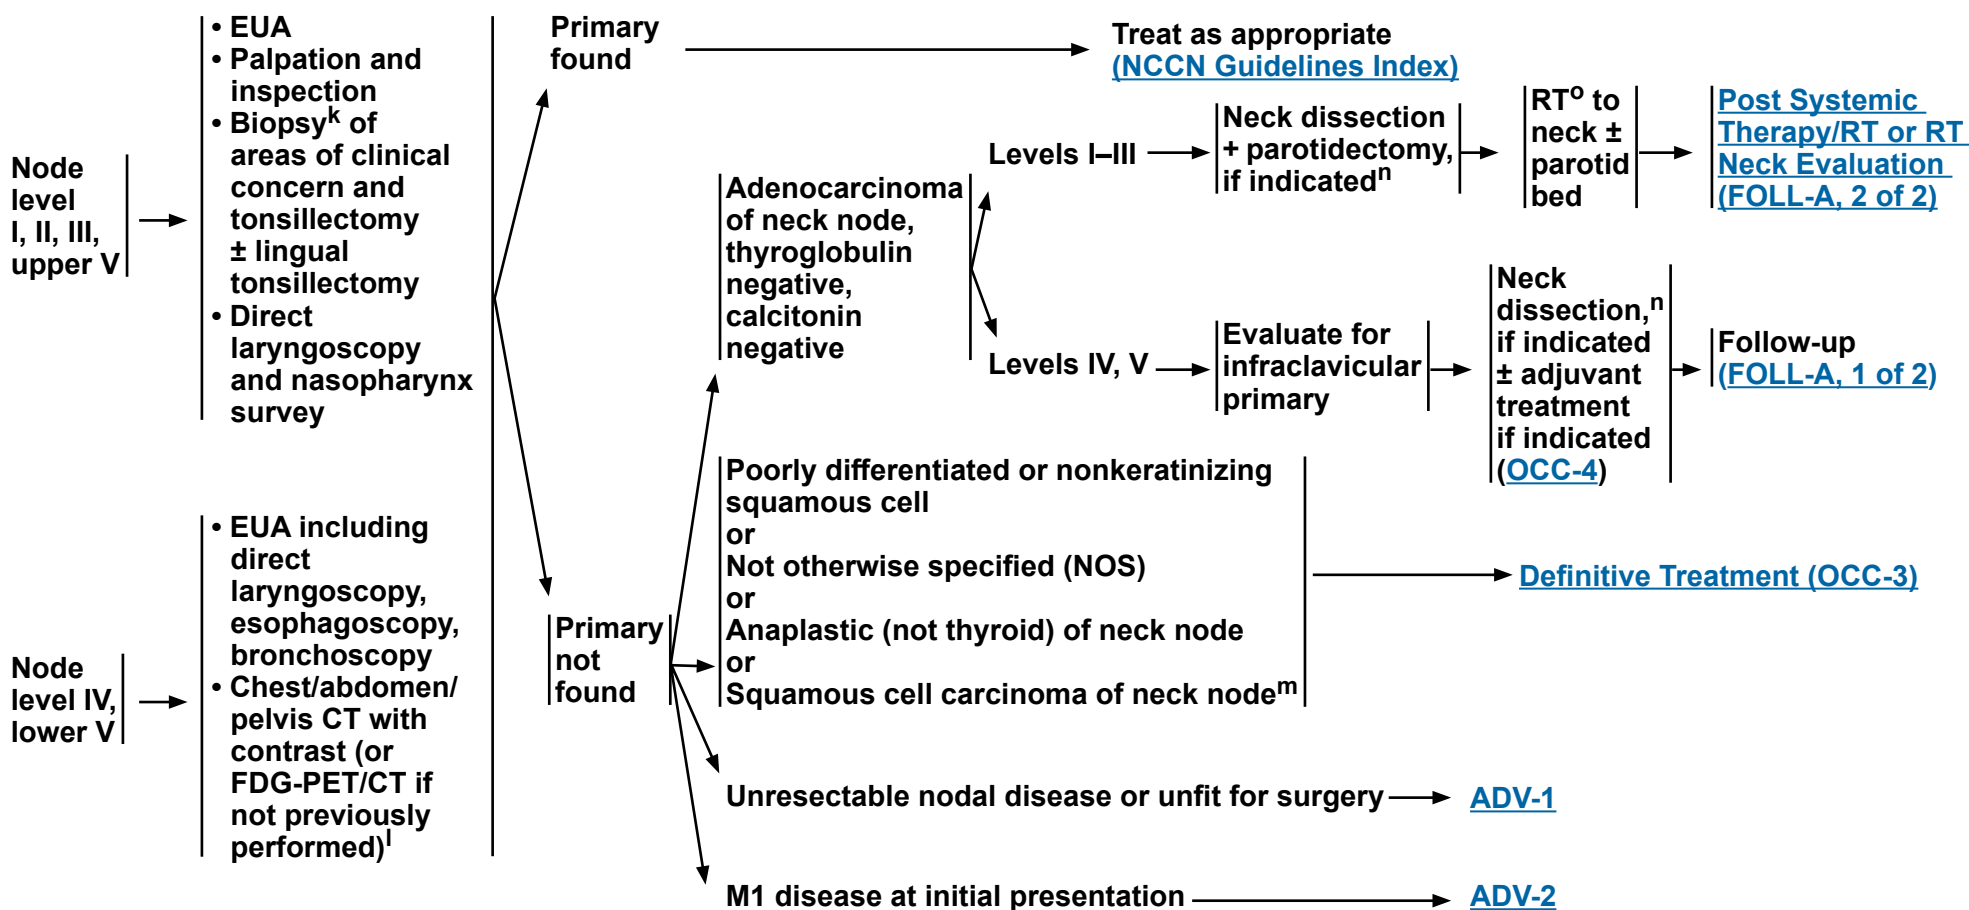 Node
level
I, II, III,
upper V
• EUA
• Palpation and
inspection
• Biopsyk of
areas of clinical
concern and
tonsillectomy
± lingual
tonsillectomy
• Direct
laryngoscopy
and nasopharynx
survey
Node
level IV,
lower V
• EUA including
direct
laryngoscopy,
esophagoscopy,
bronchoscopy
• Chest/abdomen/
pelvis CT with
contrast (or
FDG-PET/CT if
not previously
performed)l
Primary
found
Treat as appropriate
(NCCN Guidelines Index)
Primary
not
found
Adenocarcinoma
of neck node,
thyroglobulin
negative,
calcitonin
negative
Levels I–III
Neck dissection
+ parotidectomy,
if indicatedn
RTo to
neck ±
parotid
bed
Post Systemic
Therapy/RT or RT
Neck Evaluation
(FOLL-A, 2 of 2)
Levels IV, V
Evaluate for
infraclavicular
primary
Neck
dissection,n
if indicated
± adjuvant
treatment
if indicated
(OCC-4)
Follow-up
(FOLL-A, 1 of 2)
Poorly differentiated or nonkeratinizing
squamous cell
or
Not otherwise specified (NOS)
or
Anaplastic (not thyroid) of neck node
or
Squamous cell carcinoma of neck nodem
Definitive Treatment (OCC-3)
Unresectable nodal disease or unfit for surgery
ADV-1
M1 disease at initial presentation
ADV-2